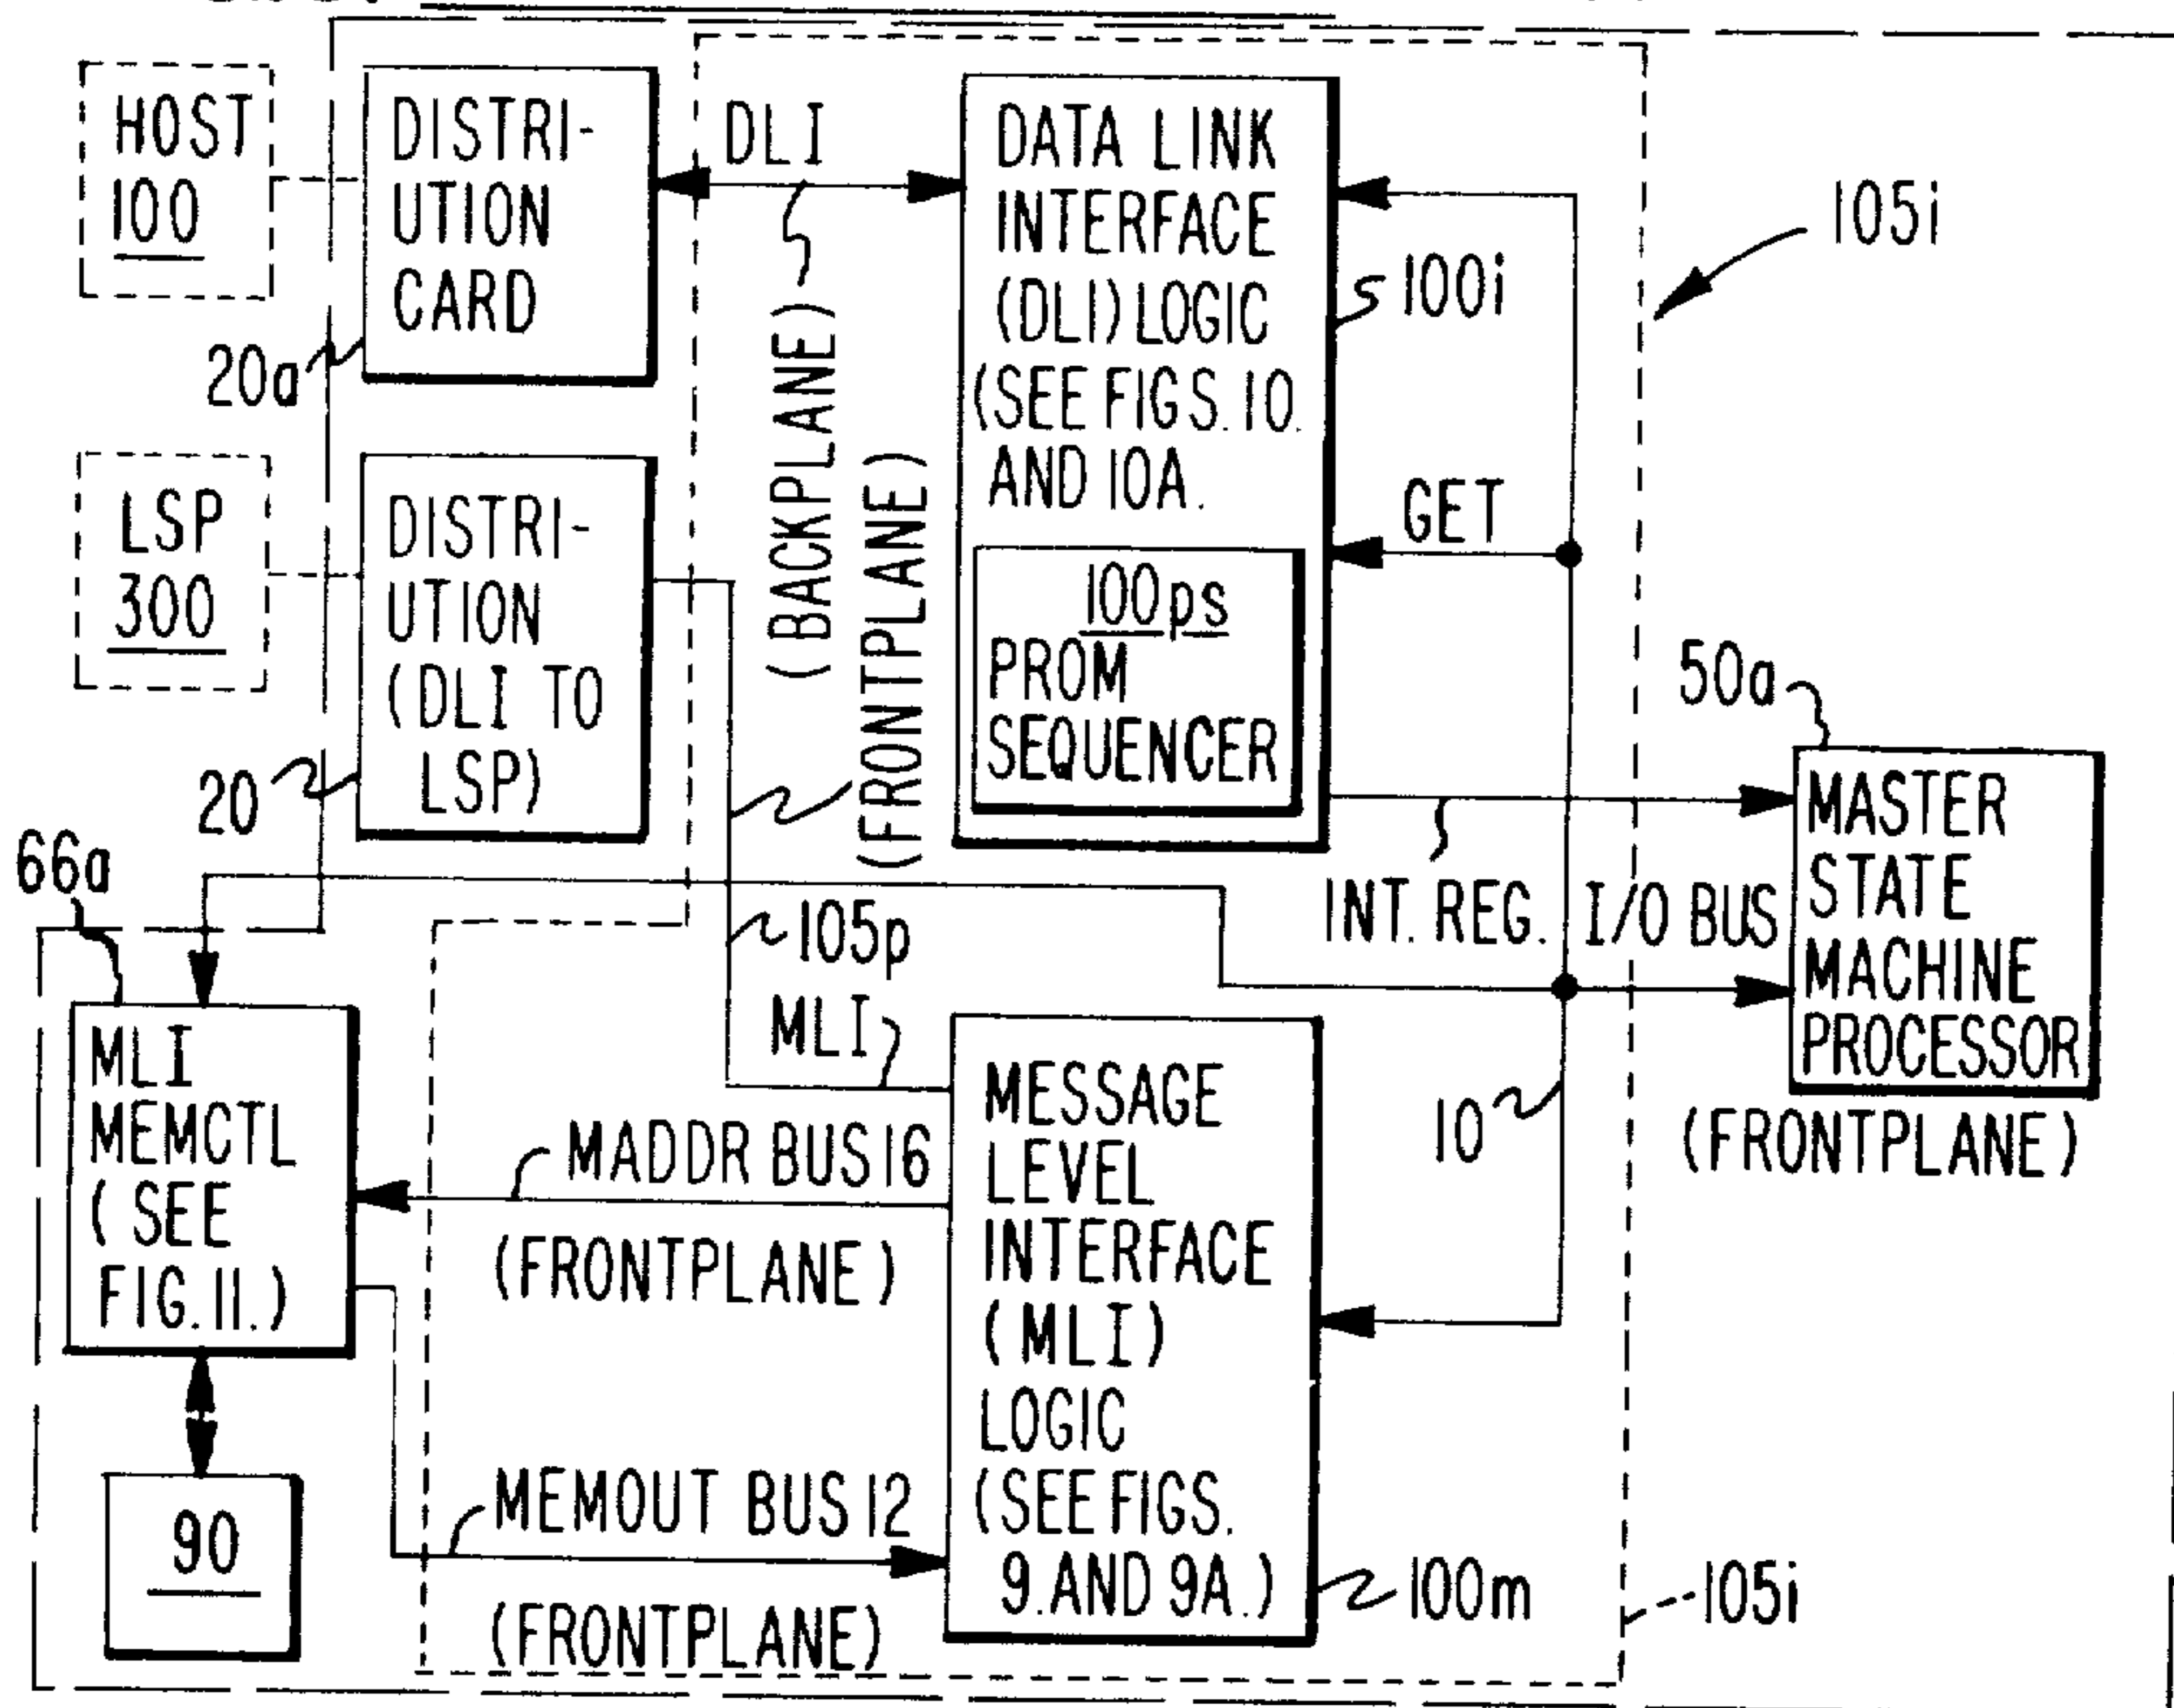 HOST
100
DISTRI-
UTION
CARD
20a
DLI
(BACKPLANE)
DATA LINK
INTERFACE
(DLI) LOGIC
(SEE FIGS. 10.
AND 10A.
100i
105i
GET
100ps
PROM
SEQUENCER
LSP
300
DISTRI-
UTION
(DLI TO
LSP)
20
(FRONTPLANE)
50a
MASTER
STATE
MACHINE
PROCESSOR
(FRONTPLANE)
INT. REG. I/O BUS
66a
105p
MLI
MLI
MEMCTL
(SEE
FIG. 11.)
MADDR BUS 16
(FRONTPLANE)
MESSAGE
LEVEL
INTERFACE
(MLI)
LOGIC
(SEE FIGS.
9. AND 9A.)
10
90
MEMOUT BUS 12
(FRONTPLANE)
100m
105i